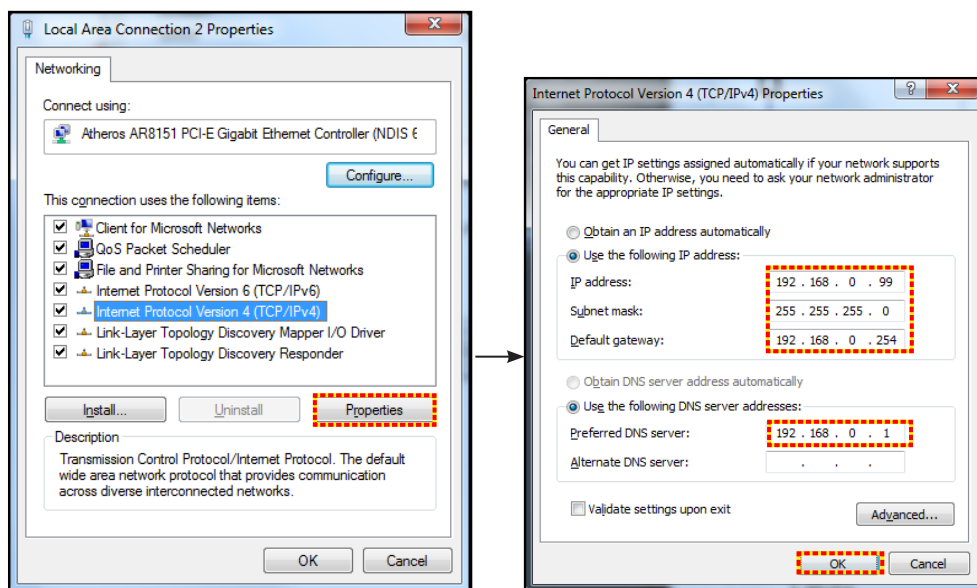 Local Area Connection 2 Properties
Networking
Connect using:
Atheros AR8151 PCI-E Gigabit Ethernet Controller (NDIS 6
Configure...
This connection uses the following items:
Client for Microsoft Networks
QoS Packet Scheduler
File and Printer Sharing for Microsoft Networks
Internet Protocol Version 6 (TCP/IPv6)
Internet Protocol Version 4 (TCP/IPv4)
Link-Layer Topology Discovery Mapper I/O Driver
Link-Layer Topology Discovery Responder
Install...
Uninstall
Properties
Description
Transmission Control Protocol/Internet Protocol. The default
wide area network protocol that provides communication
across diverse interconnected networks.
OK
Cancel
Internet Protocol Version 4 (TCP/IPv4) Properties
General
You can get IP settings assigned automatically if your network supports
this capability. Otherwise, you need to ask your network administrator
for the appropriate IP settings.
Obtain an IP address automatically
Use the following IP address:
IP address: 192 . 168 . 0 . 99
Subnet mask: 255 . 255 . 255 . 0
Default gateway: 192 . 168 . 0 . 254
Obtain DNS server address automatically
Use the following DNS server addresses:
Preferred DNS server: 192 . 168 . 0 . 1
Alternate DNS server: . . .
Validate settings upon exit
Advanced...
OK
Cancel